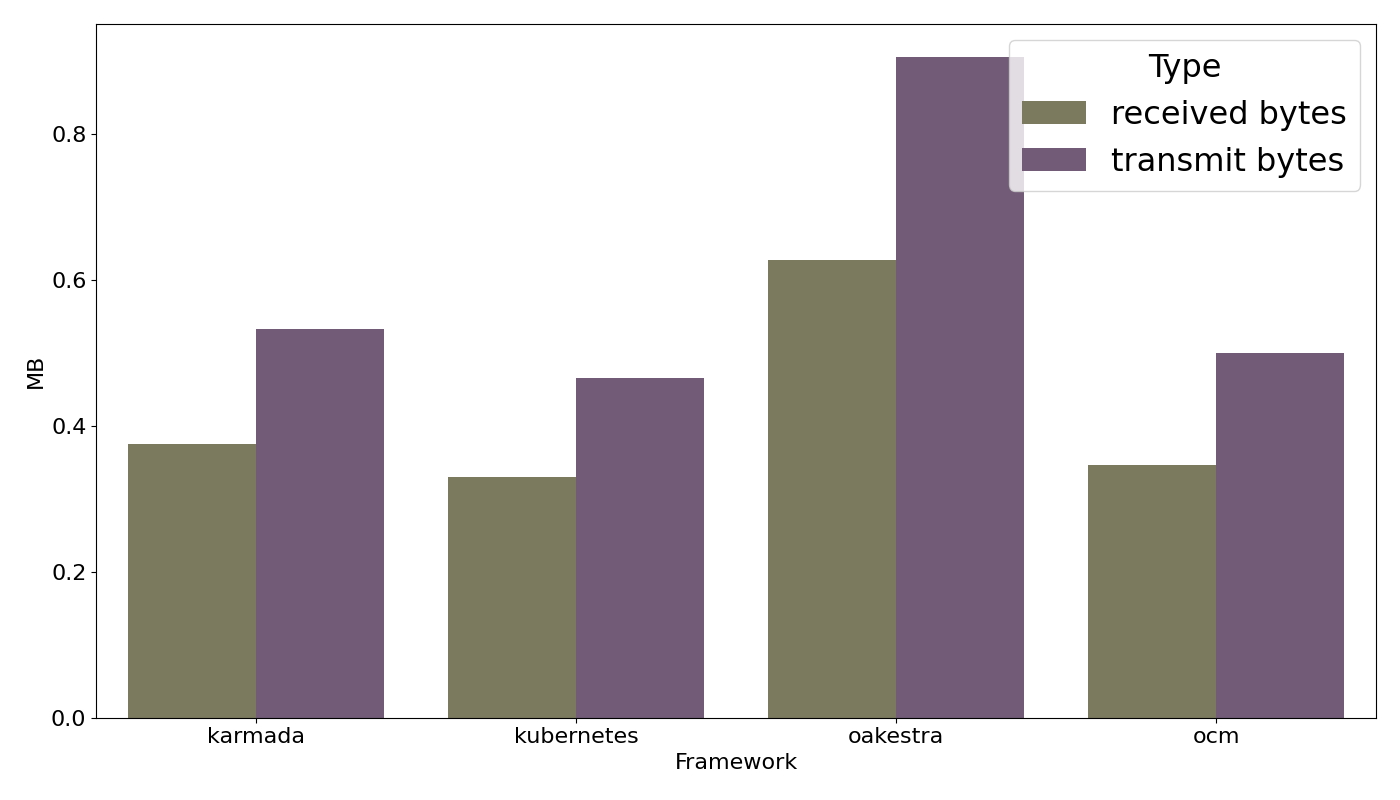 Type
received bytes
transmit bytes
MB
0.8
0.6
0.4
0.2
0.0
karmada
kubernetes
oakestra
ocm
Framework